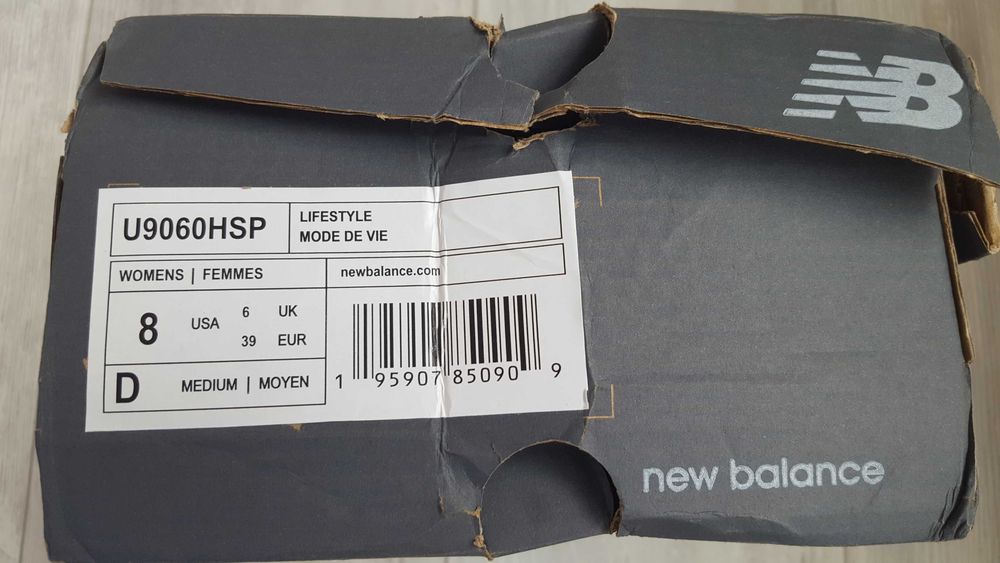 NB
U9060HSP
LIFESTYLE
MODE DE VIE
WOMENS | FEMMES
newbalance.com
8 USA 6 UK
39 EUR
D MEDIUM | MOYEN
1 95907 85090 9
new balance